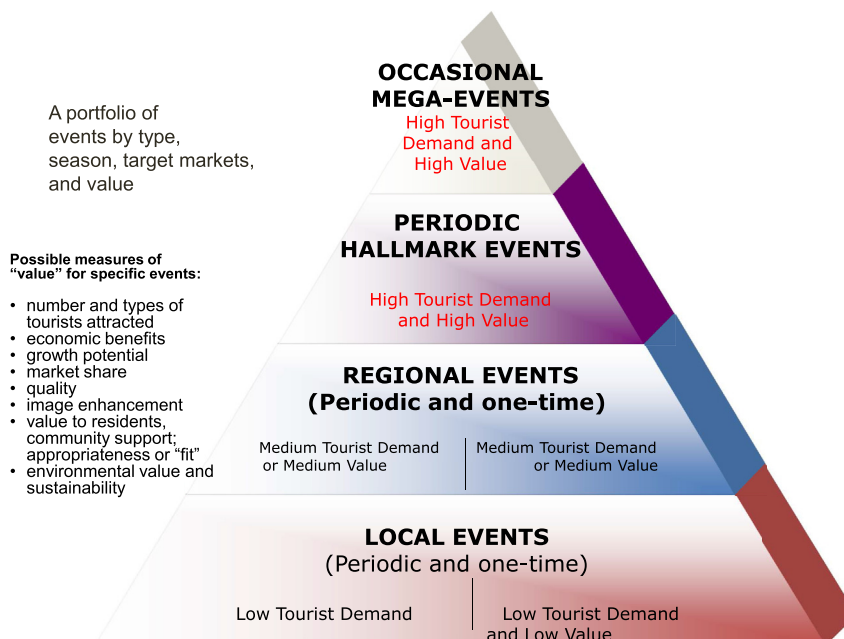 A portfolio of
events by type,
season, target markets,
and value
Possible measures of
“value” for specific events:
• number and types of
tourists attracted
• economic benefits
• growth potential
• market share
• quality
• image enhancement
• value to residents,
community support;
appropriateness or “fit”
• environmental value and
sustainability
OCCASIONAL
MEGA-EVENTS
High Tourist
Demand and
High Value
PERIODIC
HALLMARK EVENTS
High Tourist Demand
and High Value
REGIONAL EVENTS
(Periodic and one-time)
Medium Tourist Demand
or Medium Value
Medium Tourist Demand
or Medium Value
LOCAL EVENTS
(Periodic and one-time)
Low Tourist Demand
Low Tourist Demand
and Low Value